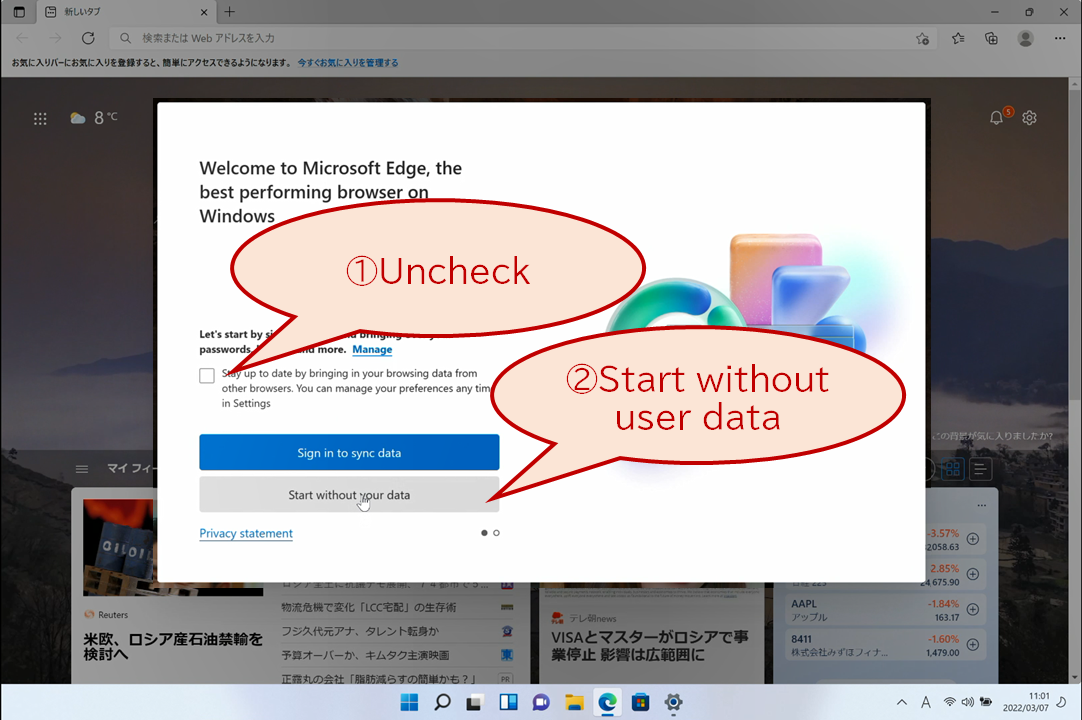 新しいタブ
検索または Web アドレスを入力
お気に入りバーにお気に入りを登録すると、簡単にアクセスできるようになります。 今すぐお気に入りを管理する
8 °C
5
Welcome to Microsoft Edge, the
best performing browser on
Windows
①Uncheck
Let's start by
passwords, and more. Manage
Stay up to date by bringing in your browsing data from
other browsers. You can manage your preferences any tim
in Settings
②Start without
user data
Sign in to sync data
Start without your data
Privacy statement
この背景が気に入りましたか?
マイ フィー
Reuters
米欧、ロシア産石油禁輸を
検討へ
物流危機で変化「LCC宅配」の生存術
フジ久代元アナ、タレント転身か
予算オーバーか、キムタク主演映画
正露丸の会社「脂肪減らすの簡単かも？」
PR
テレ朝news
VISAとマスターがロシアで事
業停止 影響は広範囲に
-3.57%
2058.63
2.85%
24,675.90
AAPL -1.84%
アップル 163.17
8411 -1.60%
株式会社みずほフィナ... 1,479.00
A
11:01
2022/03/07